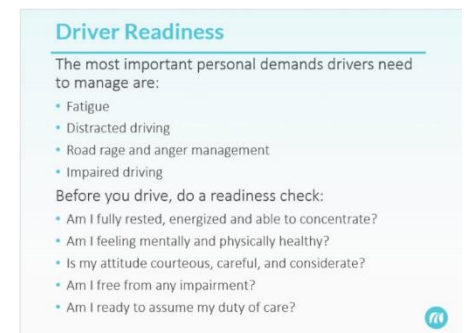 Driver Readiness
The most important personal demands drivers need
to manage are:
• Fatigue
• Distracted driving
• Road rage and anger management
• Impaired driving
Before you drive, do a readiness check:
• Am I fully rested, energized and able to concentrate?
• Am I feeling mentally and physically healthy?
• Is my attitude courteous, careful, and considerate?
• Am I free from any impairment?
• Am I ready to assume my duty of care?